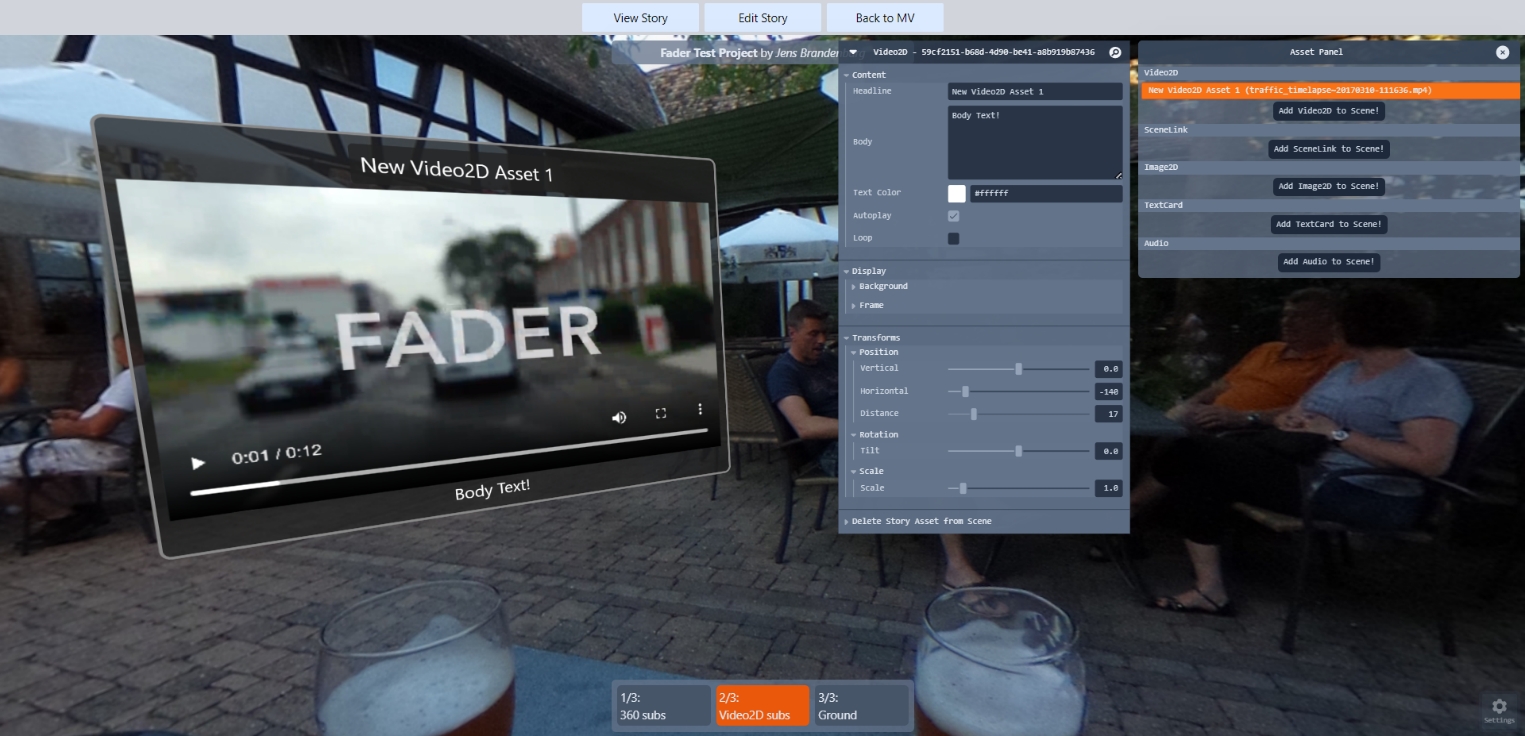 View Story
Edit Story
Back to MV
Fader Test Project by Jens Brander
Video2D - 59cf2151-b68d-4d90-be41-a8b919b87436
Content
Headline
New Video2D Asset 1
Body
Body Text!
Text Color
#ffffff
Autoplay
Loop
Display
Background
Frame
Transforms
Position
Vertical
0.0
Horizontal
-140
Distance
17
Rotation
Tilt
0.0
Scale
Scale
1.0
Delete Story Asset from Scene
Asset Panel
Video2D
New Video2D Asset 1 (traffic_timelapse-20170310-111636.mp4)
Add Video2D to Scene!
SceneLink
Add SceneLink to Scene!
Image2D
Add Image2D to Scene!
TextCard
Add TextCard to Scene!
Audio
Add Audio to Scene!
New Video2D Asset 1
FADER
0:01 / 0:12
Body Text!
1/3:
360 subs
2/3:
Video2D subs
3/3:
Ground
Settings